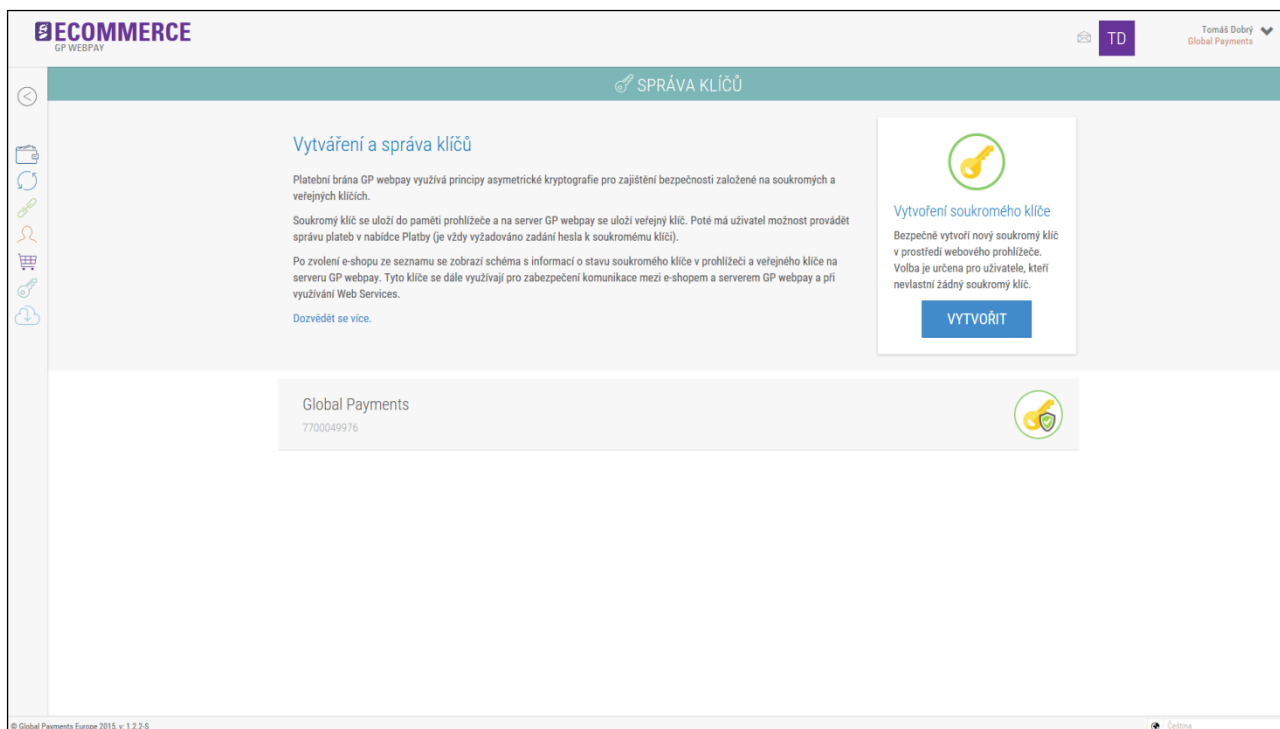 ECOMMERCE
GP WEBPAY
TD
Tomáš Dobrý
Global Payments
SPRÁVA KLÍČŮ
Vytváření a správa klíčů
Platební brána GP webpay využívá principy asymetrické kryptografie pro zajištění bezpečnosti založené na soukromých a
veřejných klíčích.
Soukromý klíč se uloží do paměti prohlížeče a na server GP webpay se uloží veřejný klíč. Poté má uživatel možnost provádět
správu plateb v nabídce Platby (je vždy vyžadováno zadání hesla k soukromému klíči).
Po zvolení e-shopu ze seznamu se zobrazí schéma s informací o stavu soukromého klíče v prohlížeči a veřejného klíče na
serveru GP webpay. Tyto klíče se dále využívají pro zabezpečení komunikace mezi e-shopem a serverem GP webpay a při
využívání Web Services.
Dozvědět se více.
Vytvoření soukromého klíče
Bezpečně vytvoří nový soukromý klíč
v prostředí webového prohlížeče.
Volba je určena pro uživatele, kteří
nevlastní žádný soukromý klíč.
VYTVOŘIT
Global Payments
7700049976
© Global Payments Europe 2015, v: 1.2.2-S
Čeština